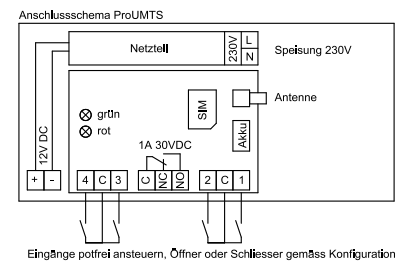 Anschlussschema ProUMTS
Netzteil
230V
L
N
Speisung 230V
SIM
Antenne
grün
rot
Akku
12V DC
1A 30VDC
+ -
4 C 3
C NC NO
2 C 1
Eingänge potfrei ansteuern, Öffner oder Schliesser gemäss Konfiguration